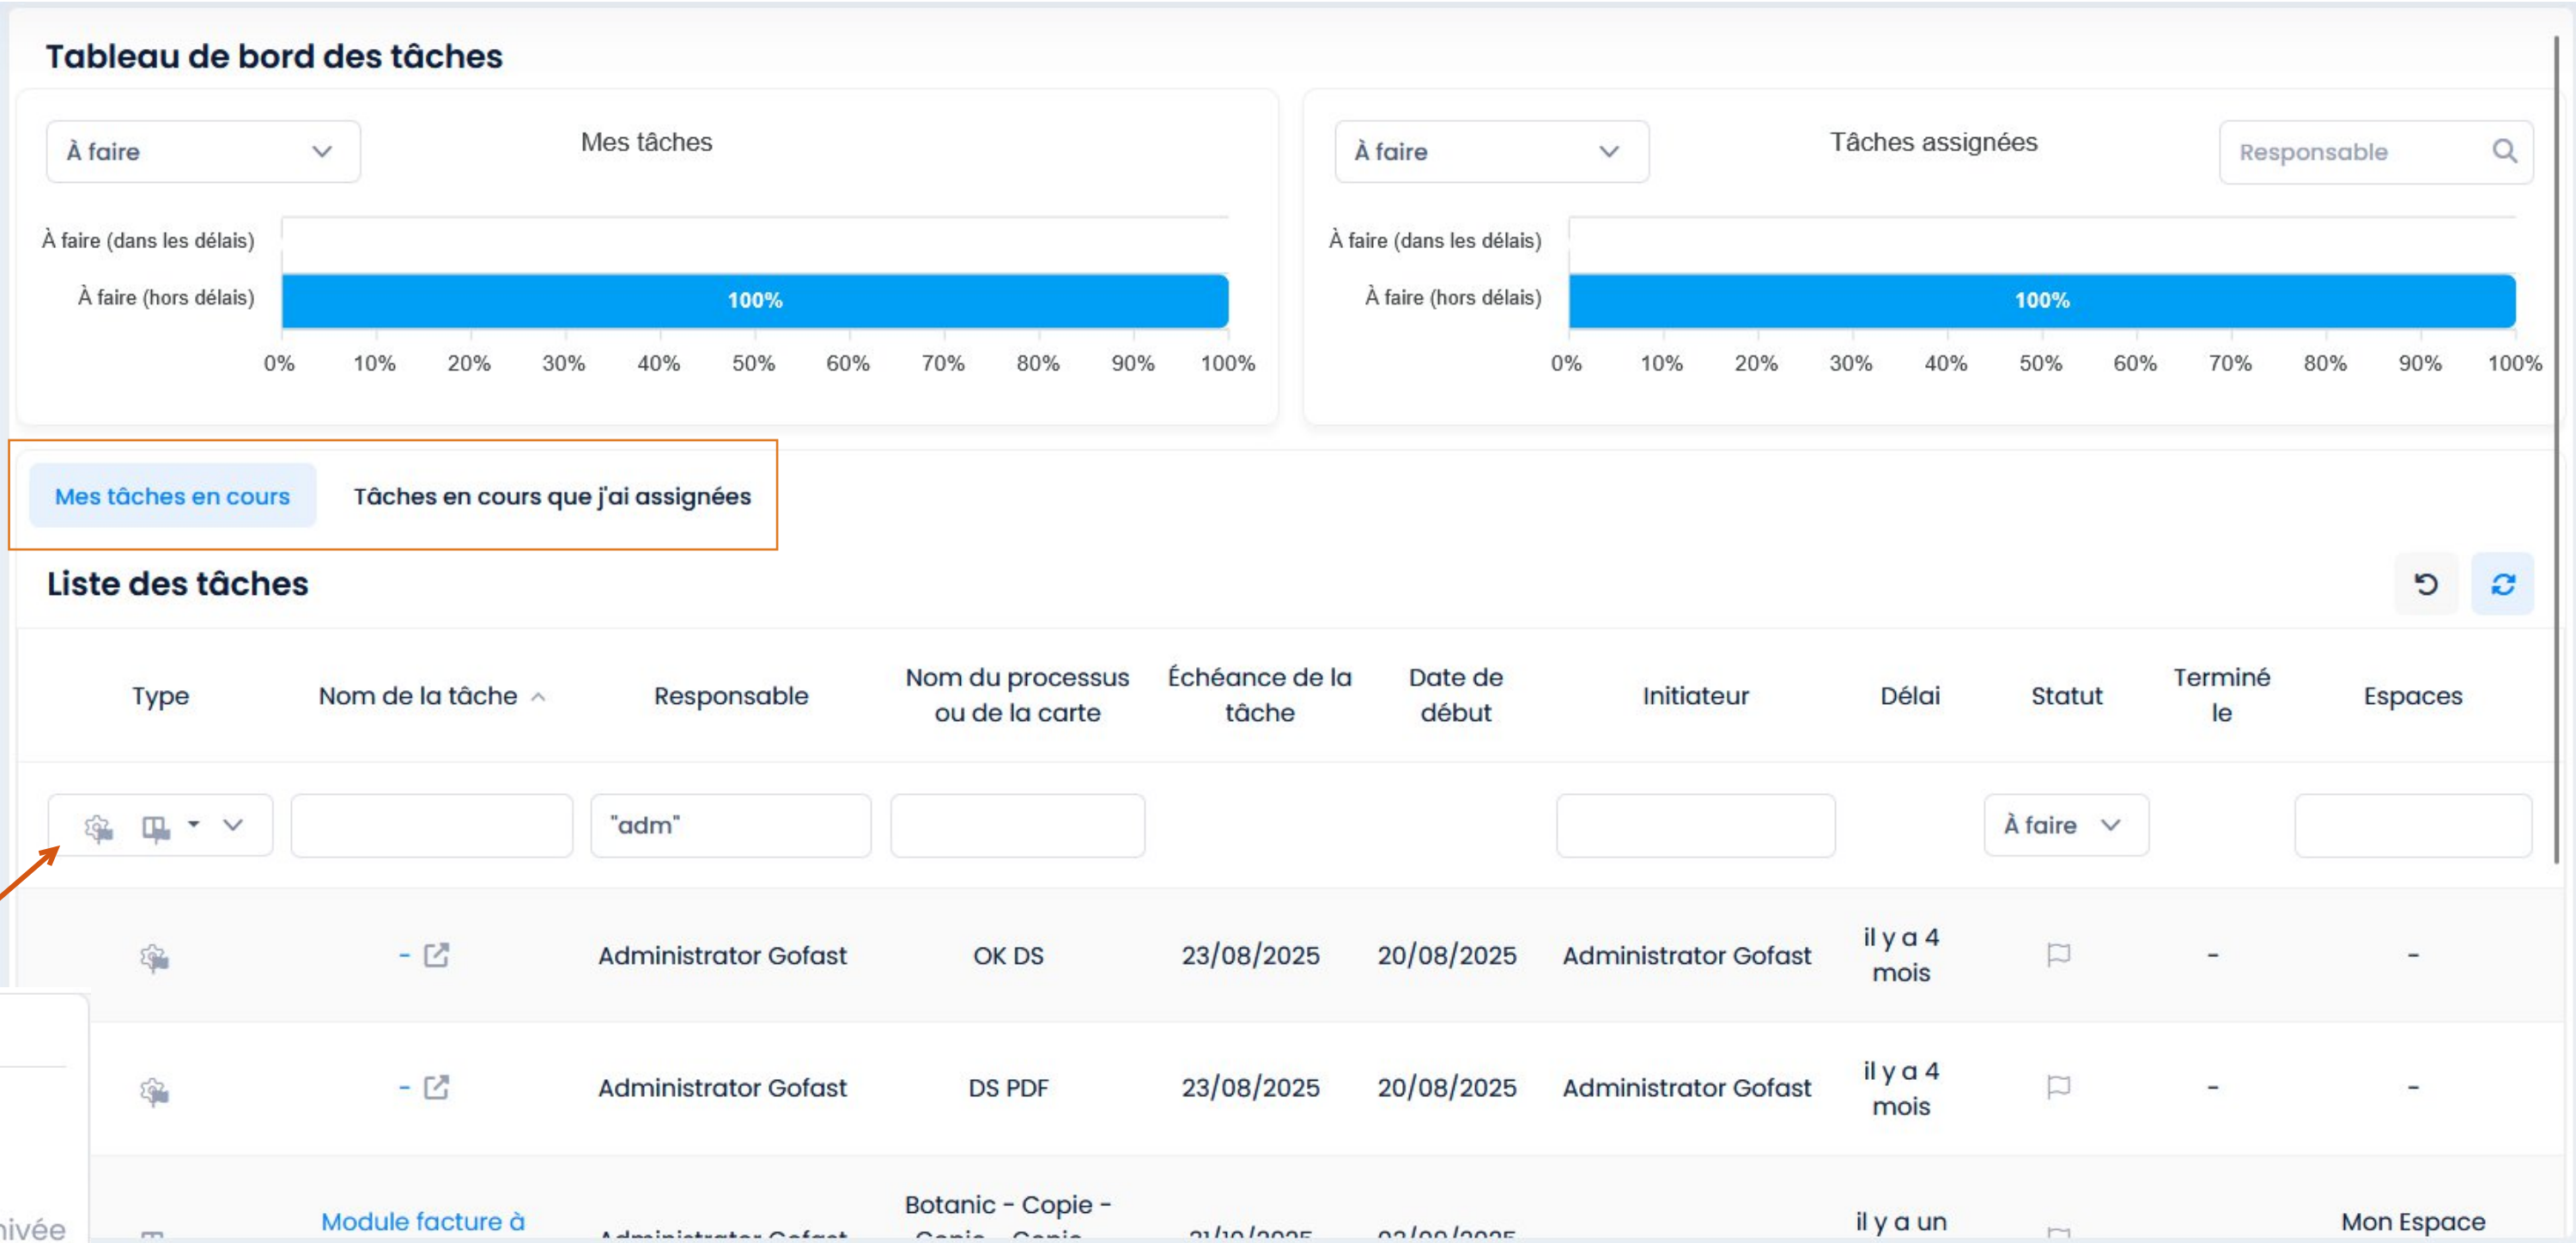 Tableau de bord des tâches
À faire
Mes tâches
À faire (dans les délais)
À faire (hors délais)
100%
0% 10% 20% 30% 40% 50% 60% 70% 80% 90% 100%
À faire
Tâches assignées
Responsable
À faire (dans les délais)
À faire (hors délais)
100%
0% 10% 20% 30% 40% 50% 60% 70% 80% 90% 100%
Mes tâches en cours Tâches en cours que j'ai assignées
Liste des tâches
Type
Nom de la tâche
Responsable
Nom du processus
ou de la carte
Échéance de la
tâche
Date de
début
Initiateur
Délai
Statut
Terminé
le
Espaces
"adm"
À faire
-
Administrator Gofast
OK DS
23/08/2025
20/08/2025
Administrator Gofast
il y a 4
mois
-
-
-
Administrator Gofast
DS PDF
23/08/2025
20/08/2025
Administrator Gofast
il y a 4
mois
-
-
Module facture à
Administrator Gofast
Botanic - Copie -
Copie - Copie
il y a un
Mon Espace